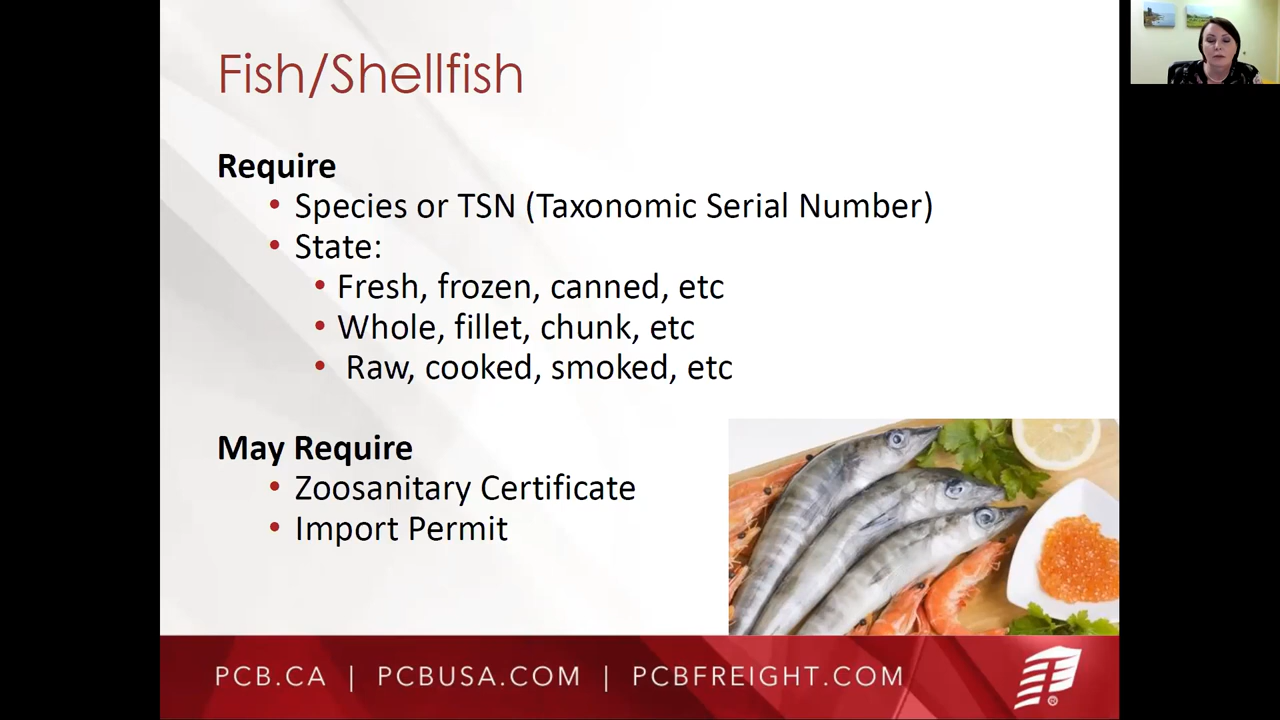 Fish/Shellfish
Require
• Species or TSN (Taxonomic Serial Number)
• State:
• Fresh, frozen, canned, etc
• Whole, fillet, chunk, etc
• Raw, cooked, smoked, etc
May Require
• Zoosanitary Certificate
• Import Permit
PCB.CA | PCBUSA.COM | PCBFREIGHT.COM
®